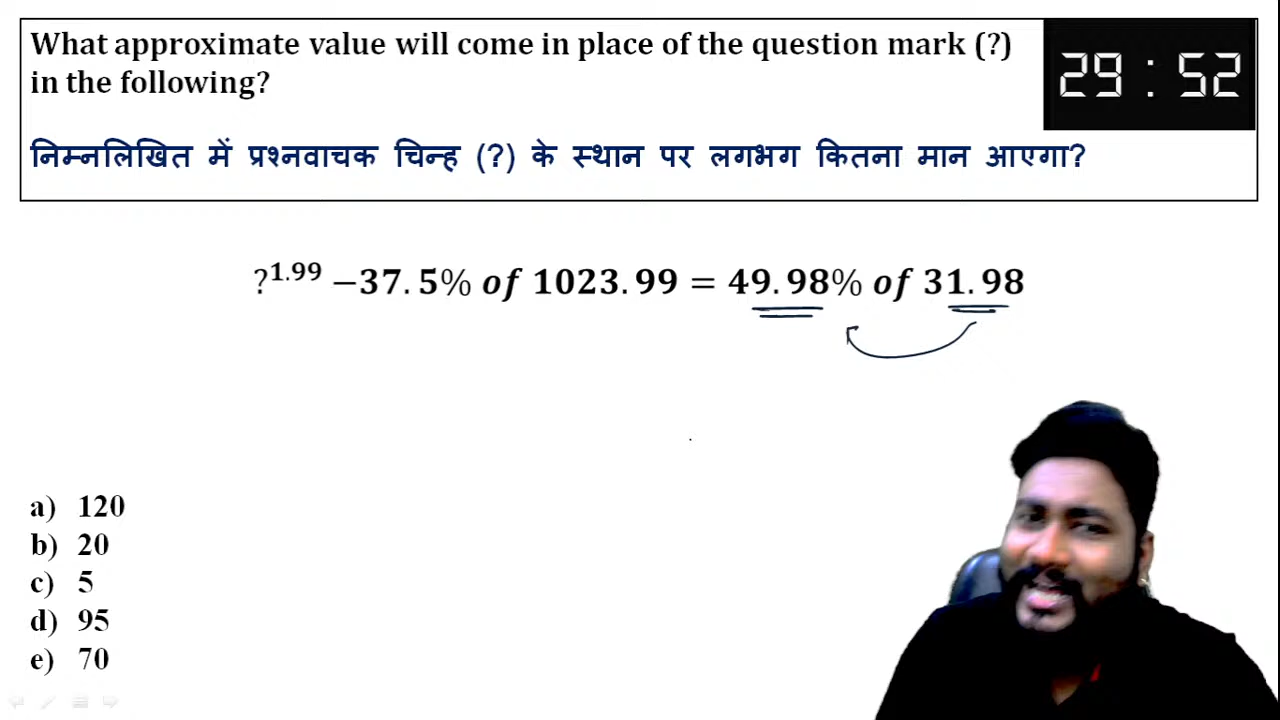 What approximate value will come in place of the question mark (?)
in the following?
29 : 52
निम्नलिखित में प्रश्नवाचक चिन्ह (?) के स्थान पर लगभग कितना मान आएगा?
?^1.99 −37.5% of 1023.99 = 49.98% of 31.98
a) 120
b) 20
c) 5
d) 95
e) 70